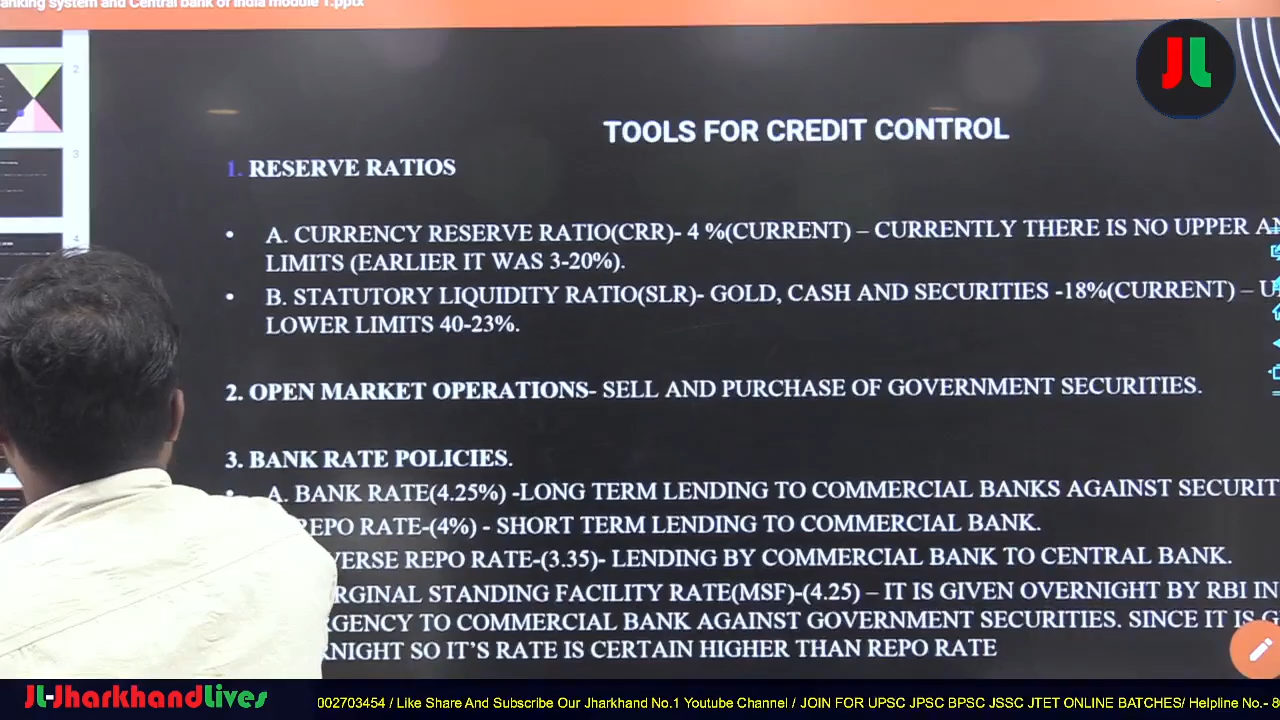 anking system and Central bank of India module 1.pptx
JL
2
3
4
TOOLS FOR CREDIT CONTROL
1. RESERVE RATIOS
• A. CURRENCY RESERVE RATIO(CRR)- 4 %(CURRENT) – CURRENTLY THERE IS NO UPPER AN
LIMITS (EARLIER IT WAS 3-20%).
• B. STATUTORY LIQUIDITY RATIO(SLR)- GOLD, CASH AND SECURITIES -18%(CURRENT) – U
LOWER LIMITS 40-23%.
2. OPEN MARKET OPERATIONS- SELL AND PURCHASE OF GOVERNMENT SECURITIES.
3. BANK RATE POLICIES.
• A. BANK RATE(4.25%) -LONG TERM LENDING TO COMMERCIAL BANKS AGAINST SECURIT
REPO RATE-(4%) - SHORT TERM LENDING TO COMMERCIAL BANK.
VERSE REPO RATE-(3.35)- LENDING BY COMMERCIAL BANK TO CENTRAL BANK.
RGINAL STANDING FACILITY RATE(MSF)-(4.25) – IT IS GIVEN OVERNIGHT BY RBI IN
RGENCY TO COMMERCIAL BANK AGAINST GOVERNMENT SECURITIES. SINCE IT IS G
RNIGHT SO IT'S RATE IS CERTAIN HIGHER THAN REPO RATE
JL-JharkhandLives
002703454 / Like Share And Subscribe Our Jharkhand No.1 Youtube Channel / JOIN FOR UPSC JPSC BPSC JSSC JTET ONLINE BATCHES/ Helpline No.- 8